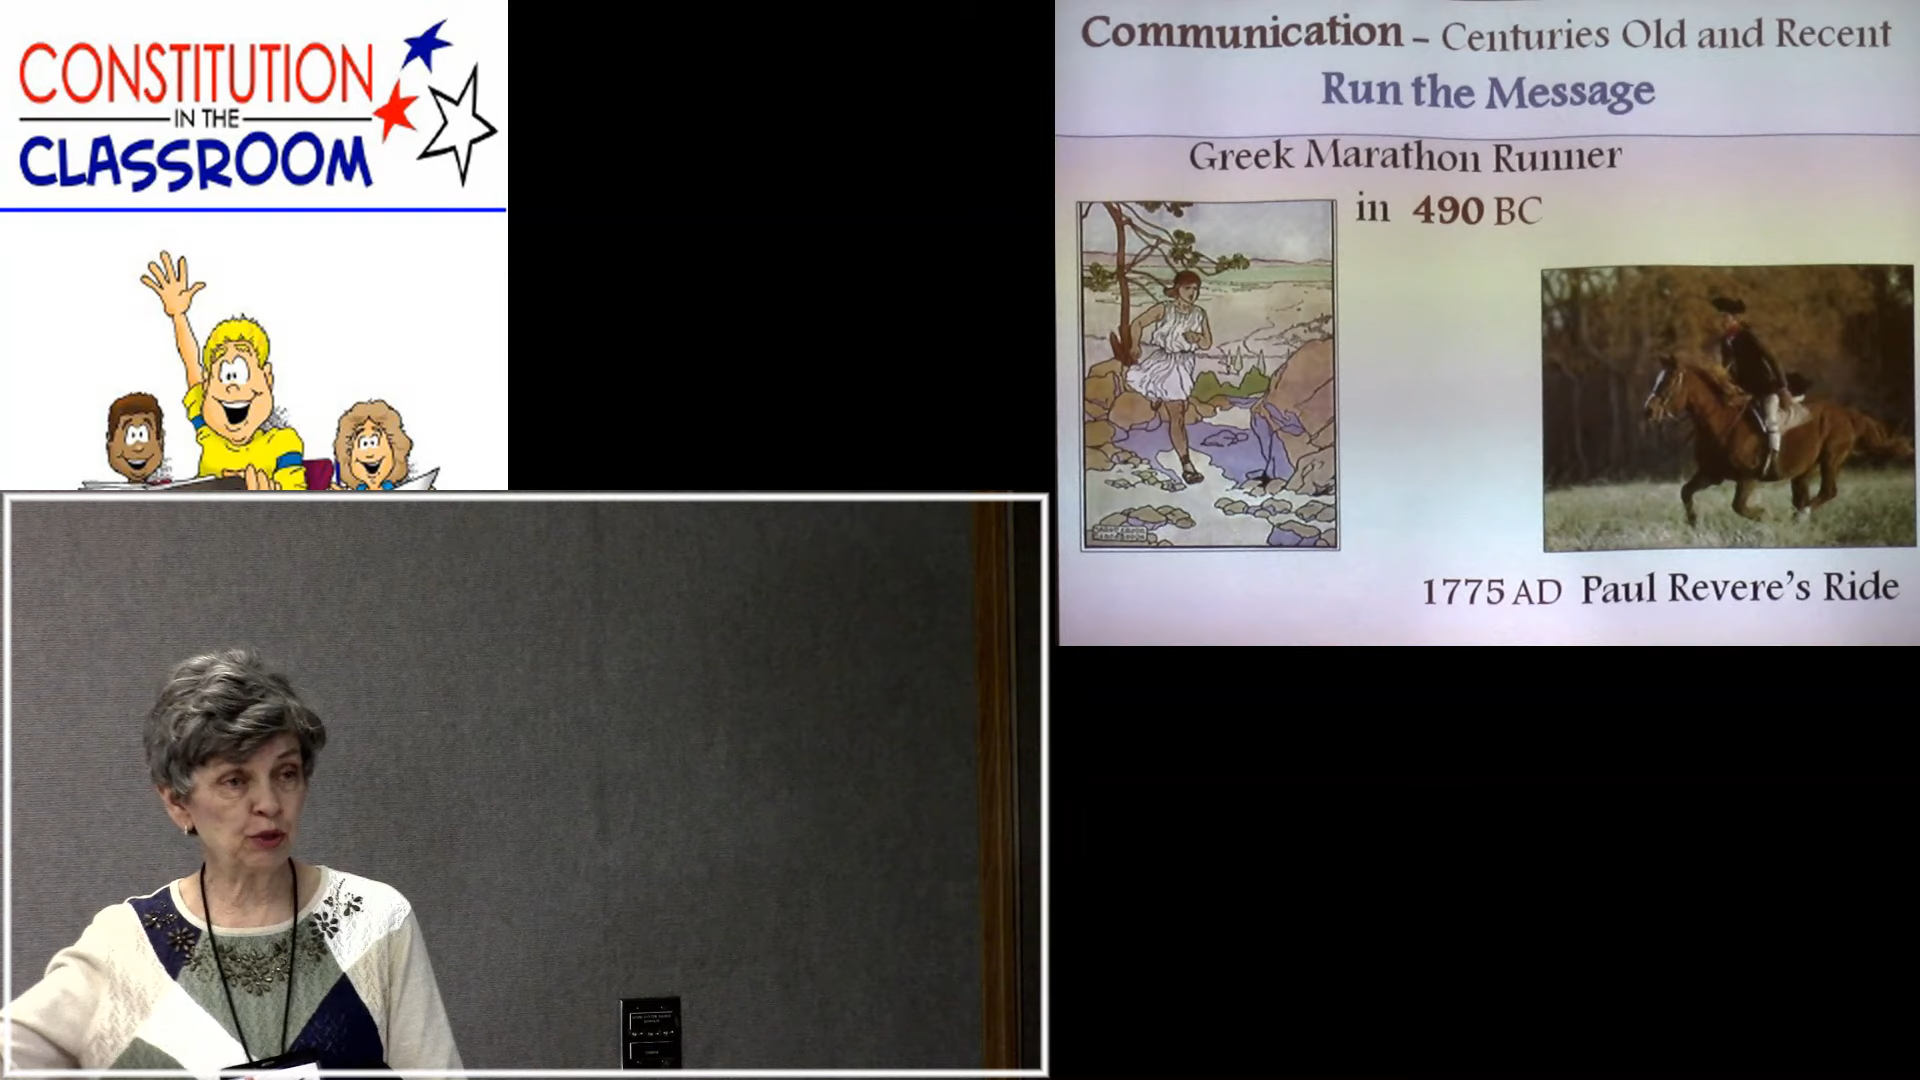 CONSTITUTION
IN THE
CLASSROOM
Communication – Centuries Old and Recent
Run the Message
Greek Marathon Runner
in 490 BC
1775 AD Paul Revere's Ride